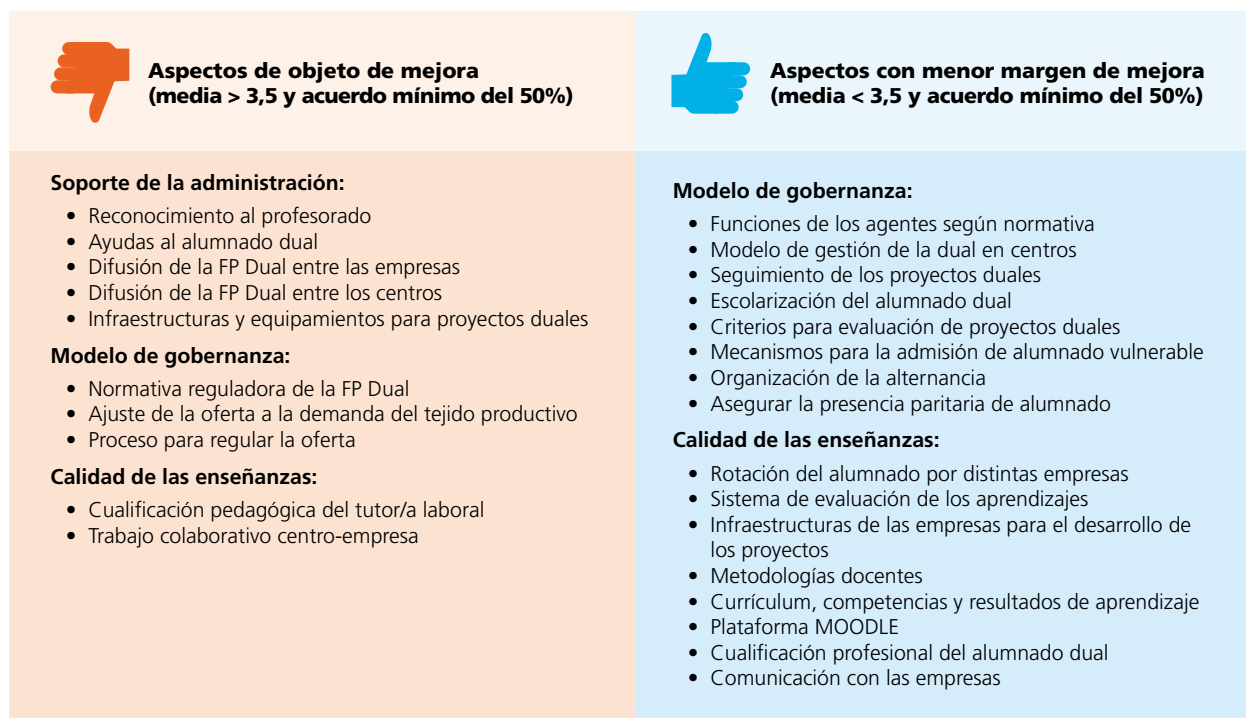 Aspectos de objeto de mejora
(media > 3,5 y acuerdo mínimo del 50%)
Soporte de la administración:
• Reconocimiento al profesorado
• Ayudas al alumnado dual
• Difusión de la FP Dual entre las empresas
• Difusión de la FP Dual entre los centros
• Infraestructuras y equipamientos para proyectos duales
Modelo de gobernanza:
• Normativa reguladora de la FP Dual
• Ajuste de la oferta a la demanda del tejido productivo
• Proceso para regular la oferta
Calidad de las enseñanzas:
• Cualificación pedagógica del tutor/a laboral
• Trabajo colaborativo centro-empresa
Aspectos con menor margen de mejora
(media < 3,5 y acuerdo mínimo del 50%)
Modelo de gobernanza:
• Funciones de los agentes según normativa
• Modelo de gestión de la dual en centros
• Seguimiento de los proyectos duales
• Escolarización del alumnado dual
• Criterios para evaluación de proyectos duales
• Mecanismos para la admisión de alumnado vulnerable
• Organización de la alternancia
• Asegurar la presencia paritaria de alumnado
Calidad de las enseñanzas:
• Rotación del alumnado por distintas empresas
• Sistema de evaluación de los aprendizajes
• Infraestructuras de las empresas para el desarrollo de
los proyectos
• Metodologías docentes
• Currículum, competencias y resultados de aprendizaje
• Plataforma MOODLE
• Cualificación profesional del alumnado dual
• Comunicación con las empresas